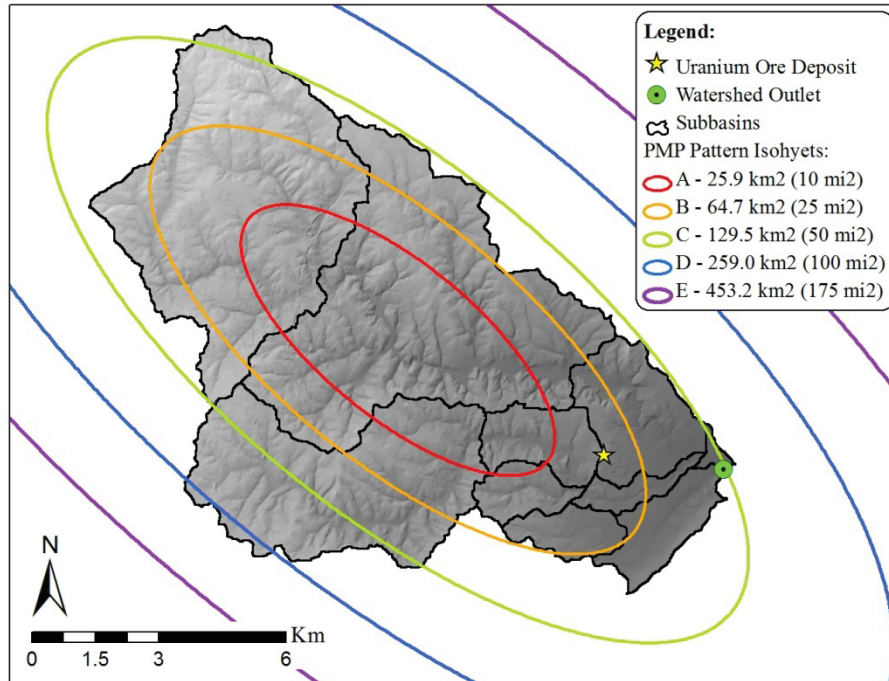 Legend:
Uranium Ore Deposit
Watershed Outlet
Subbasins
PMP Pattern Isohyets:
A - 25.9 km2 (10 mi2)
B - 64.7 km2 (25 mi2)
C - 129.5 km2 (50 mi2)
D - 259.0 km2 (100 mi2)
E - 453.2 km2 (175 mi2)
N
Km
0 1.5 3 6